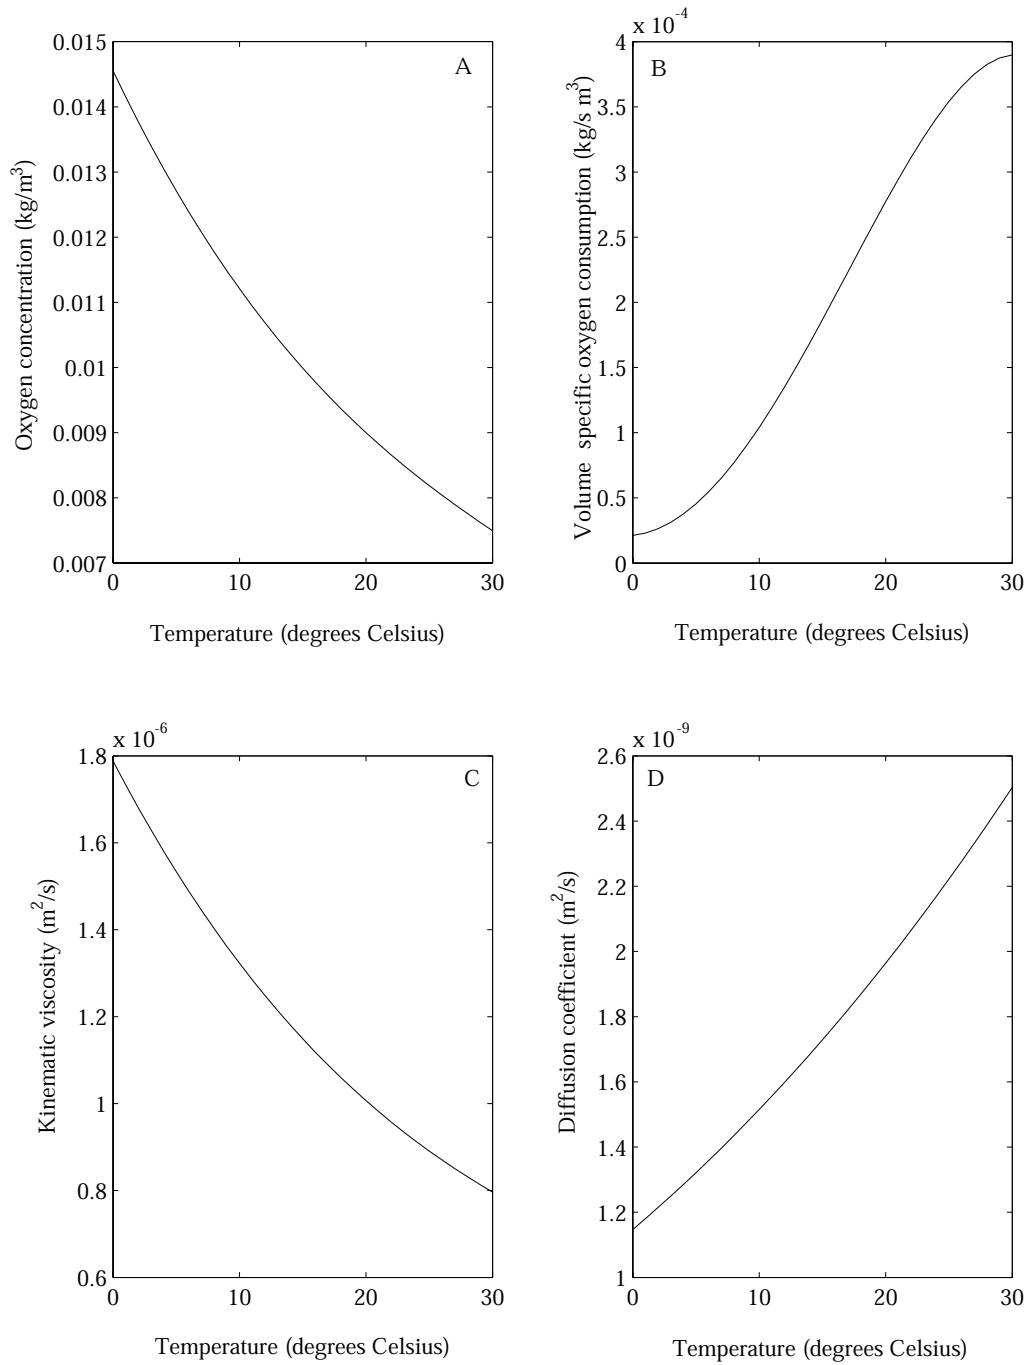 0.015
0.014
0.013
0.012
0.011
0.01
0.009
0.008
0.007
0 10 20 30
Oxygen concentration (kg/m3)
Temperature (degrees Celsius)
A
x 10-4
4
3.5
3
2.5
2
1.5
1
0.5
0
0 10 20 30
Volume specific oxygen consumption (kg/s m3)
Temperature (degrees Celsius)
B
x 10-6
1.8
1.6
1.4
1.2
1
0.8
0.6
0 10 20 30
Kinematic viscosity (m2/s)
Temperature (degrees Celsius)
C
x 10-9
2.6
2.4
2.2
2
1.8
1.6
1.4
1.2
1
0 10 20 30
Diffusion coefficient (m2/s)
Temperature (degrees Celsius)
D